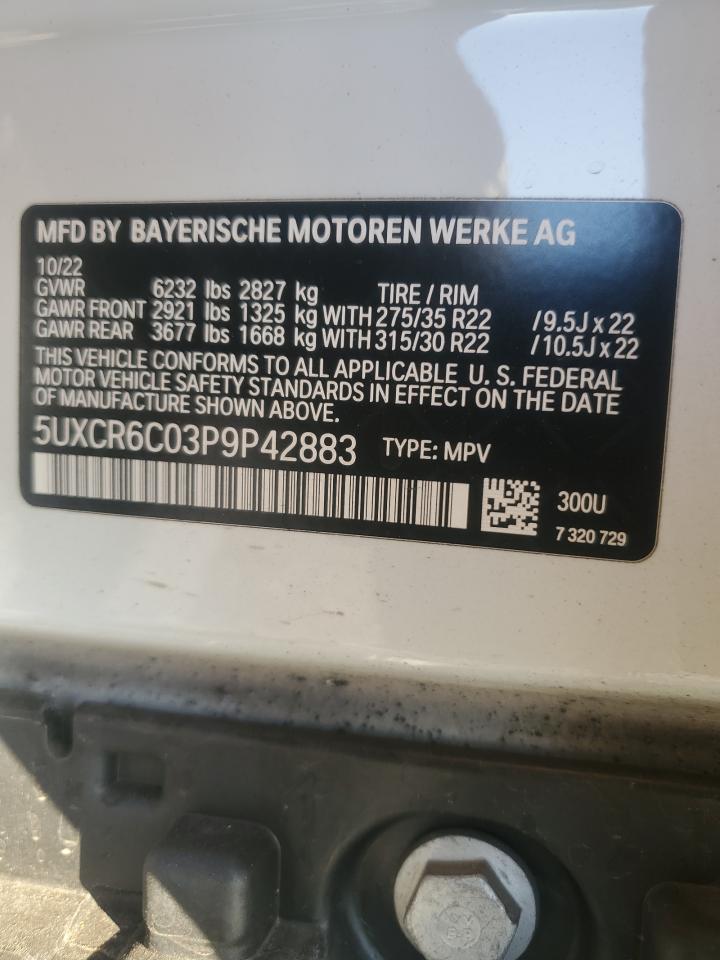 MFD BY BAYERISCHE MOTOREN WERKE AG
10/22
GVWR 6232 lbs 2827 kg TIRE / RIM
GAWR FRONT 2921 lbs 1325 kg WITH 275/35 R22 /9.5J x 22
GAWR REAR 3677 lbs 1668 kg WITH 315/30 R22 /10.5J x 22
THIS VEHICLE CONFORMS TO ALL APPLICABLE U. S. FEDERAL
MOTOR VEHICLE SAFETY STANDARDS IN EFFECT ON THE DATE
OF MANUFACTURE SHOWN ABOVE.
5UXCR6C03P9P42883 TYPE: MPV
300U
7 320 729